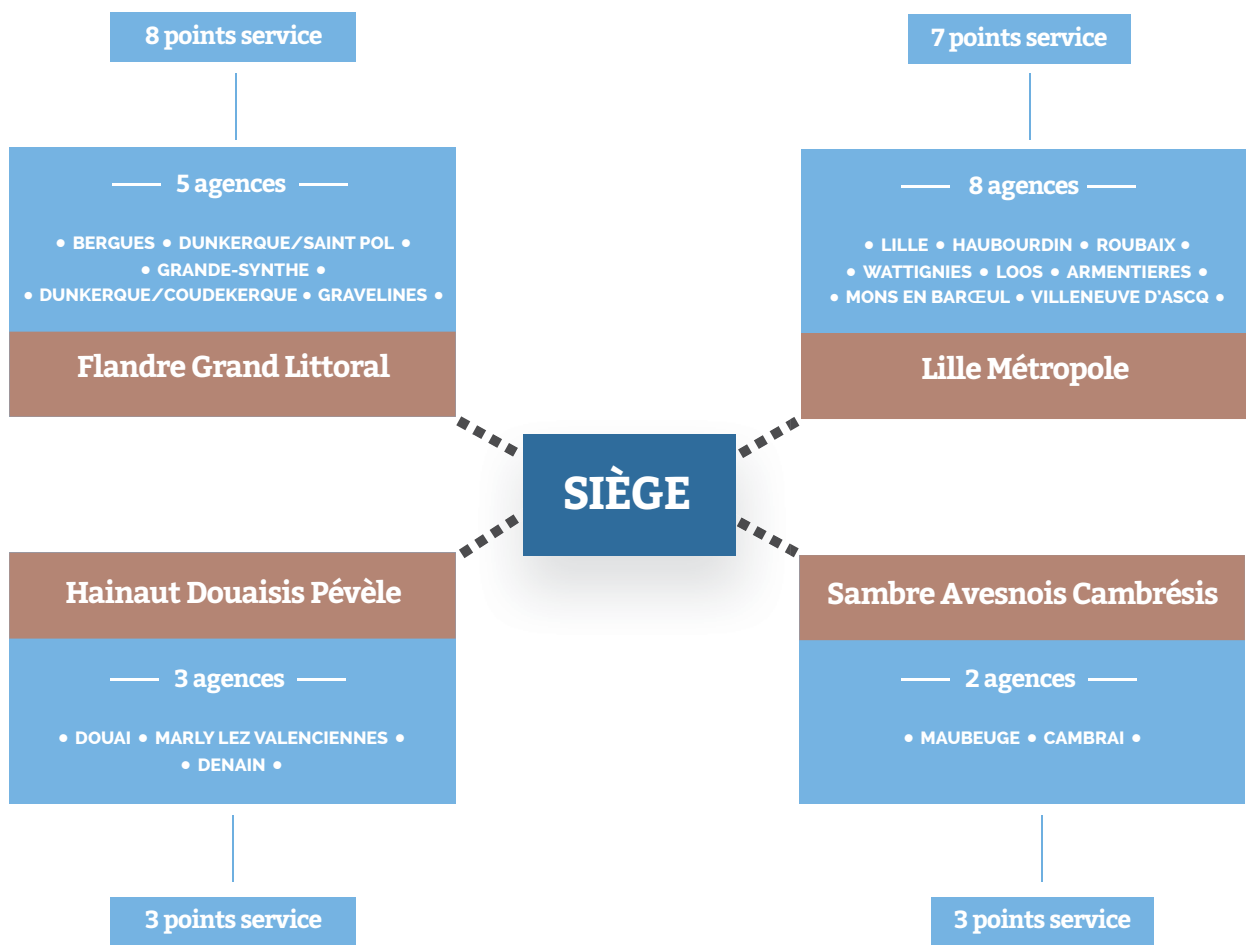 8 points service
5 agences
• BERGUES • DUNKERQUE/SAINT POL •
• GRANDE-SYNTHE •
• DUNKERQUE/COUDEKERQUE • GRAVELINES •
Flandre Grand Littoral
7 points service
8 agences
• LILLE • HAUBOURDIN • ROUBAIX •
• WATTIGNIES • LOOS • ARMENTIERES •
• MONS EN BARŒUL • VILLENEUVE D'ASCQ •
Lille Métropole
SIÈGE
Hainaut Douaisis Pévèle
3 agences
• DOUAI • MARLY LEZ VALENCIENNES •
• DENAIN •
3 points service
Sambre Avesnois Cambrésis
2 agences
• MAUBEUGE • CAMBRAI •
3 points service